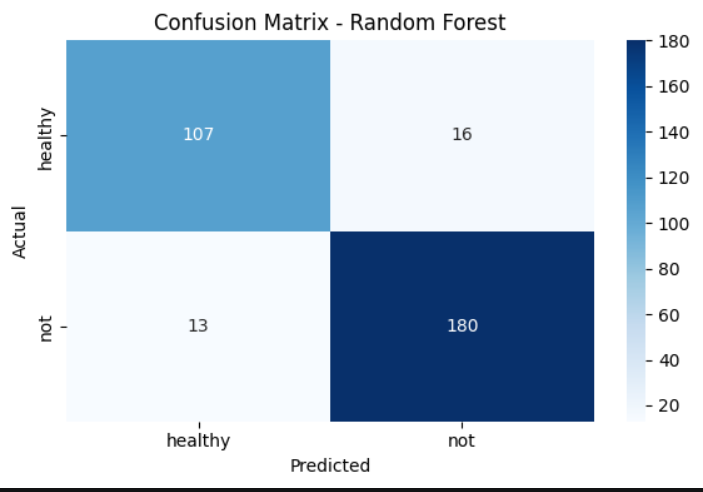 Confusion Matrix - Random Forest
Actual
healthy
107
16
not
13
180
healthy
not
Predicted
180
160
140
120
100
80
60
40
20